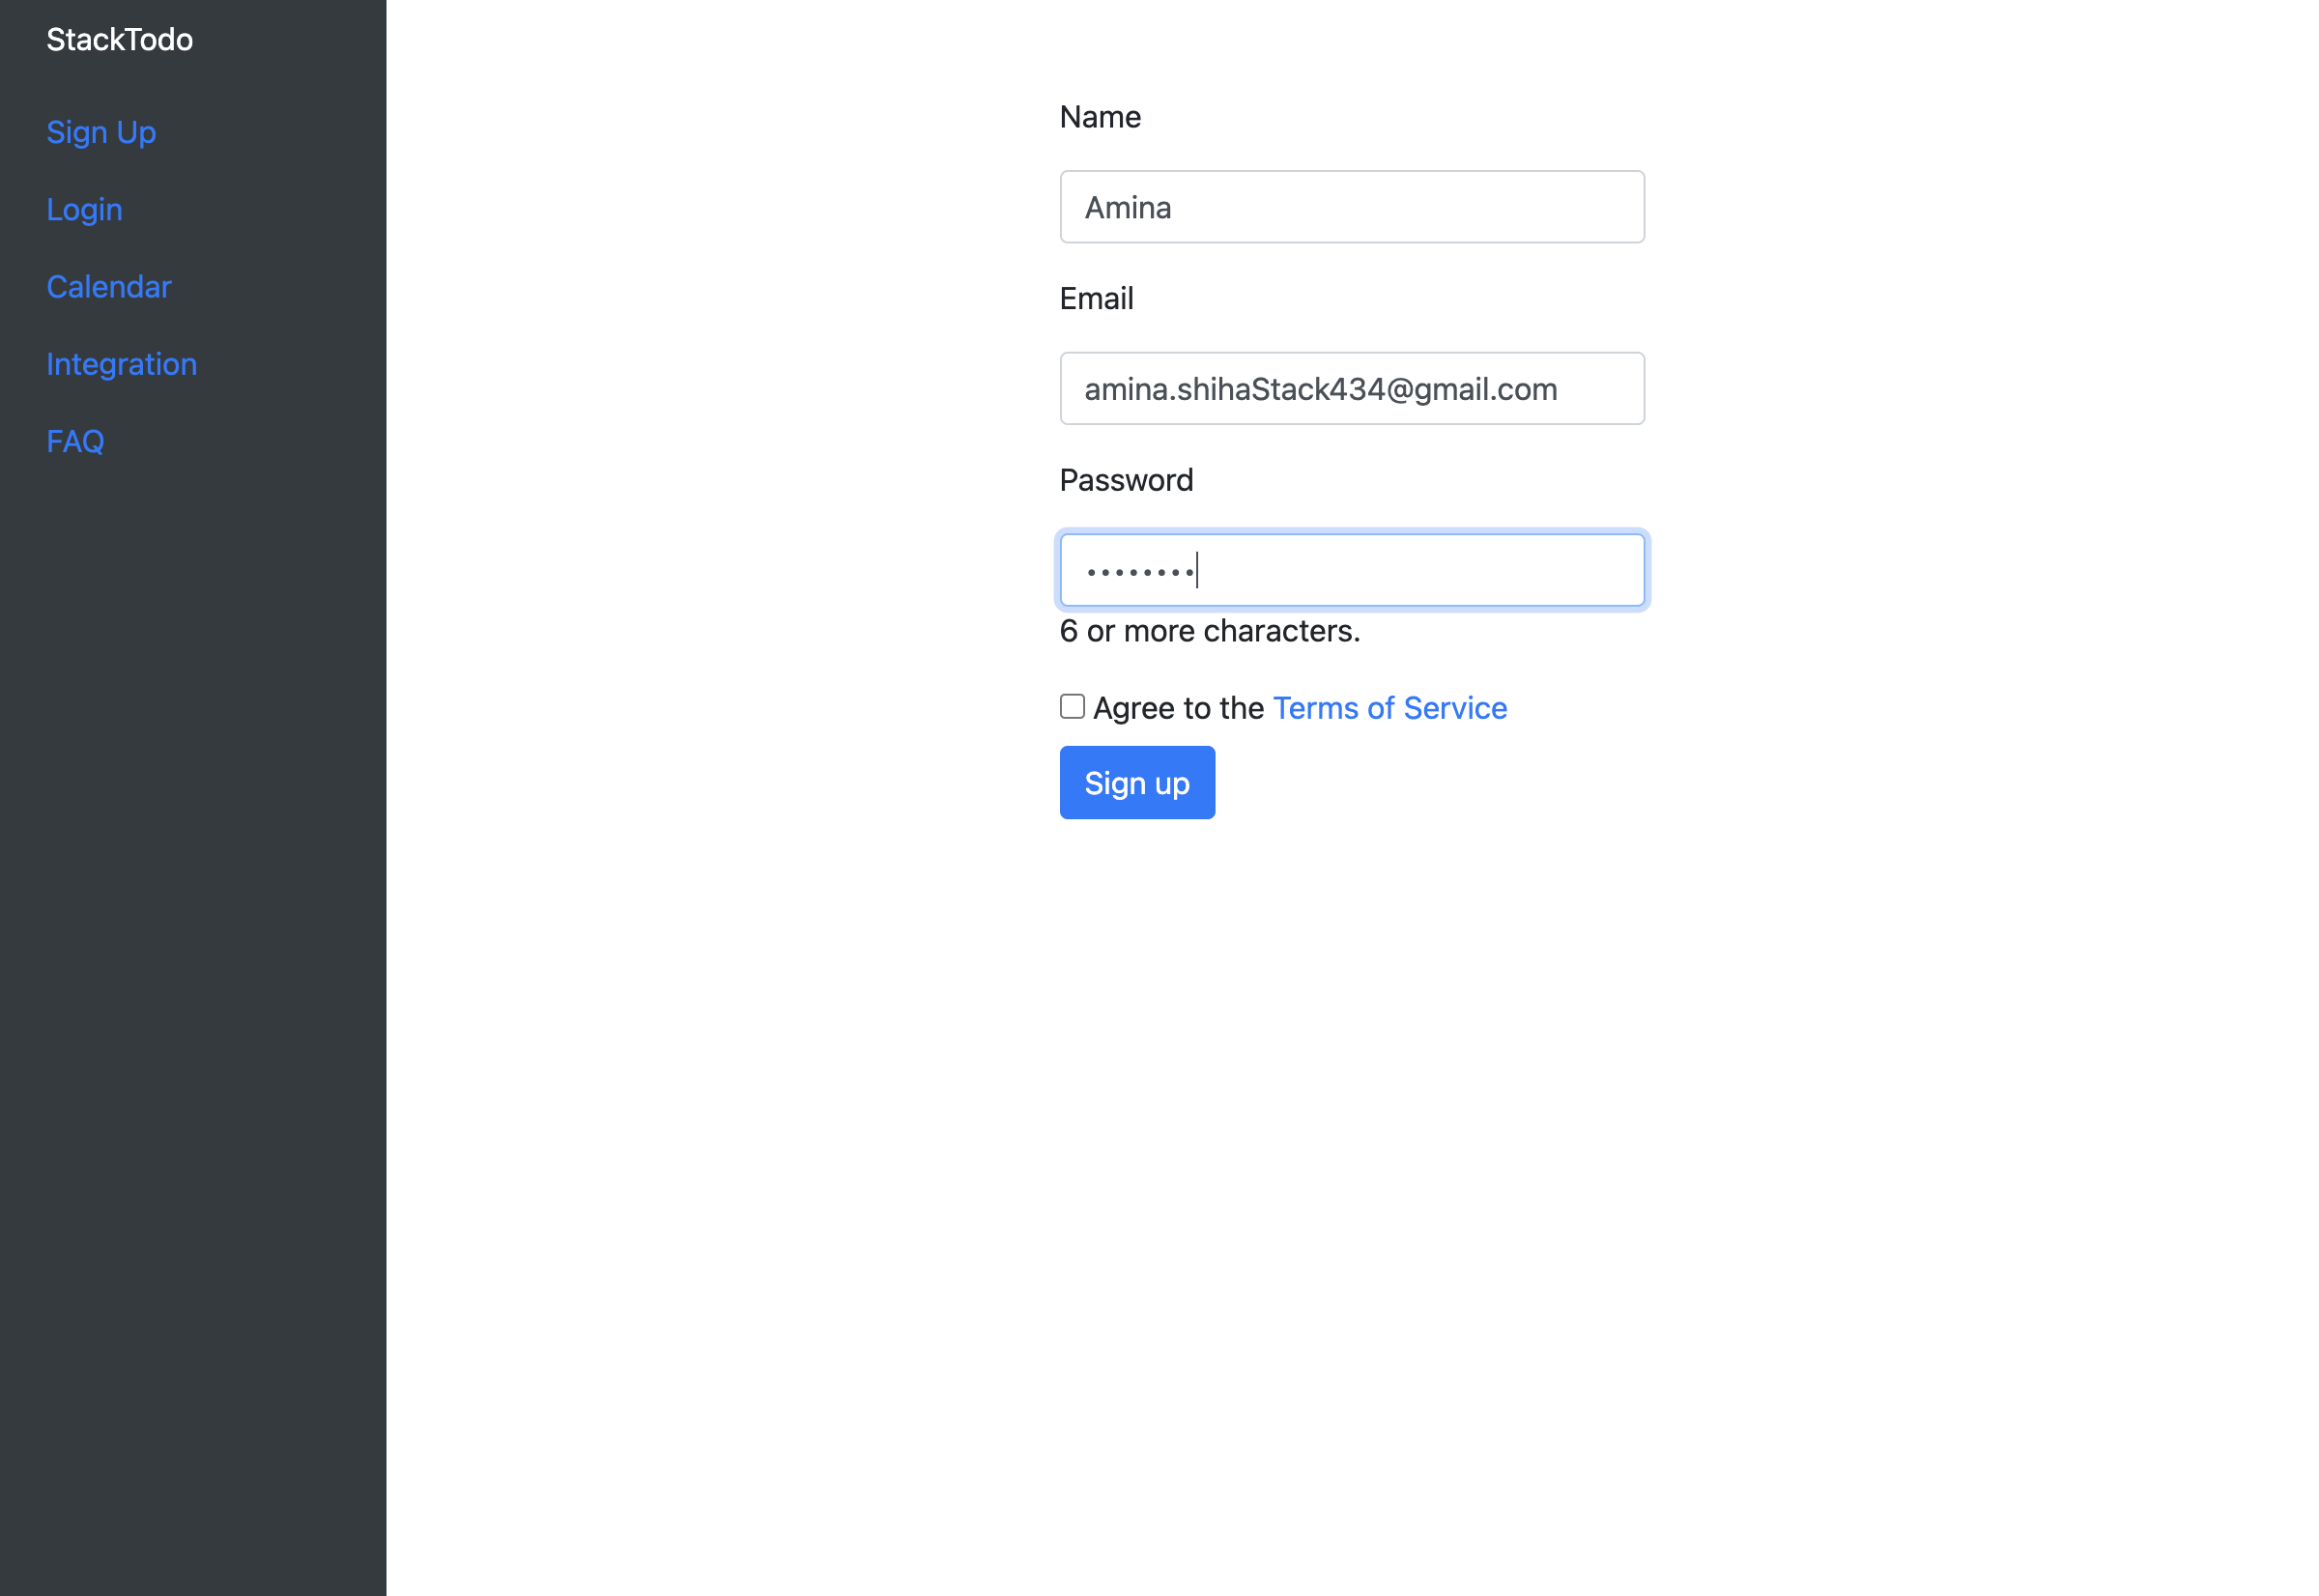 StackTodo
Sign Up
Login
Calendar
Integration
FAQ
Name
Amina
Email
amina.shihaStack434@gmail.com
Password
••••••••
6 or more characters.
Agree to the Terms of Service
Sign up